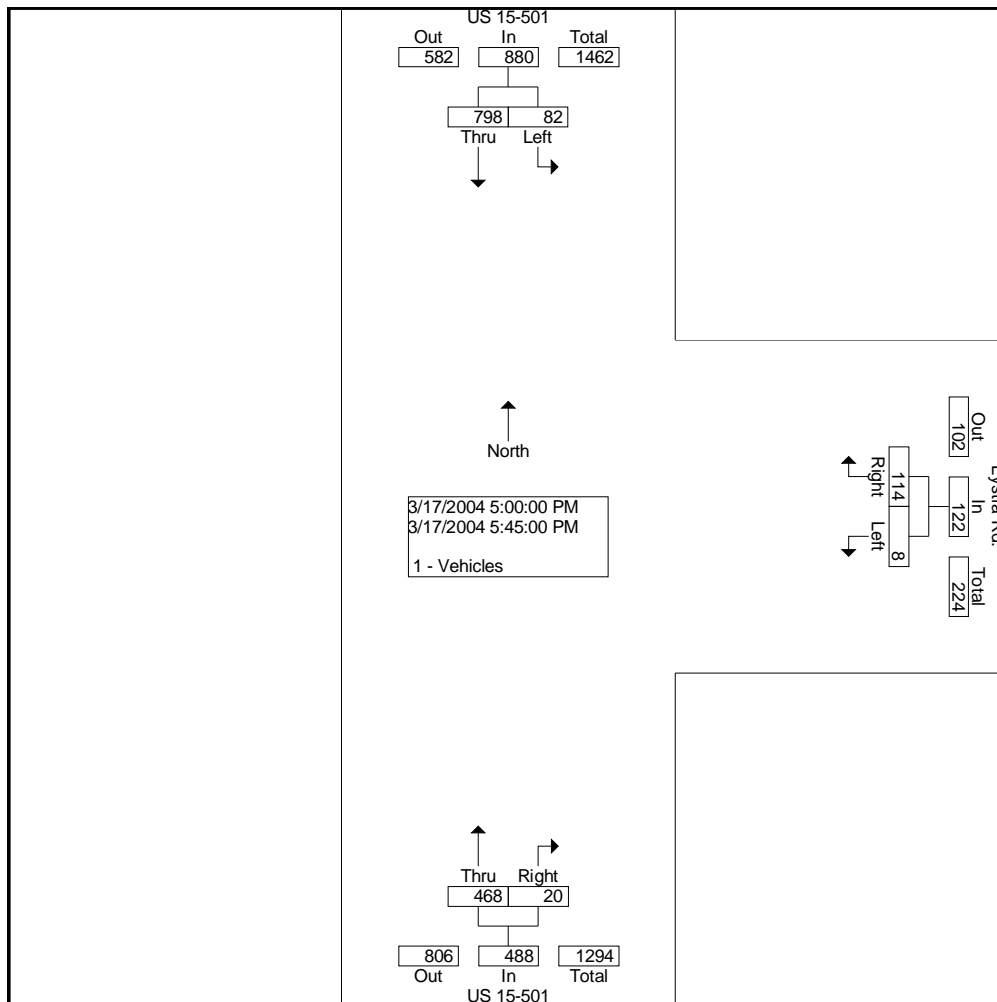 US 15-501
Out In Total
582 880 1462
798 82
Thru Left
North
3/17/2004 5:00:00 PM
3/17/2004 5:45:00 PM
1 - Vehicles
Rd.
Out In Total
102 122 224
114 8
Right Left
Thru Right
468 20
806 488 1294
Out In Total
US 15-501